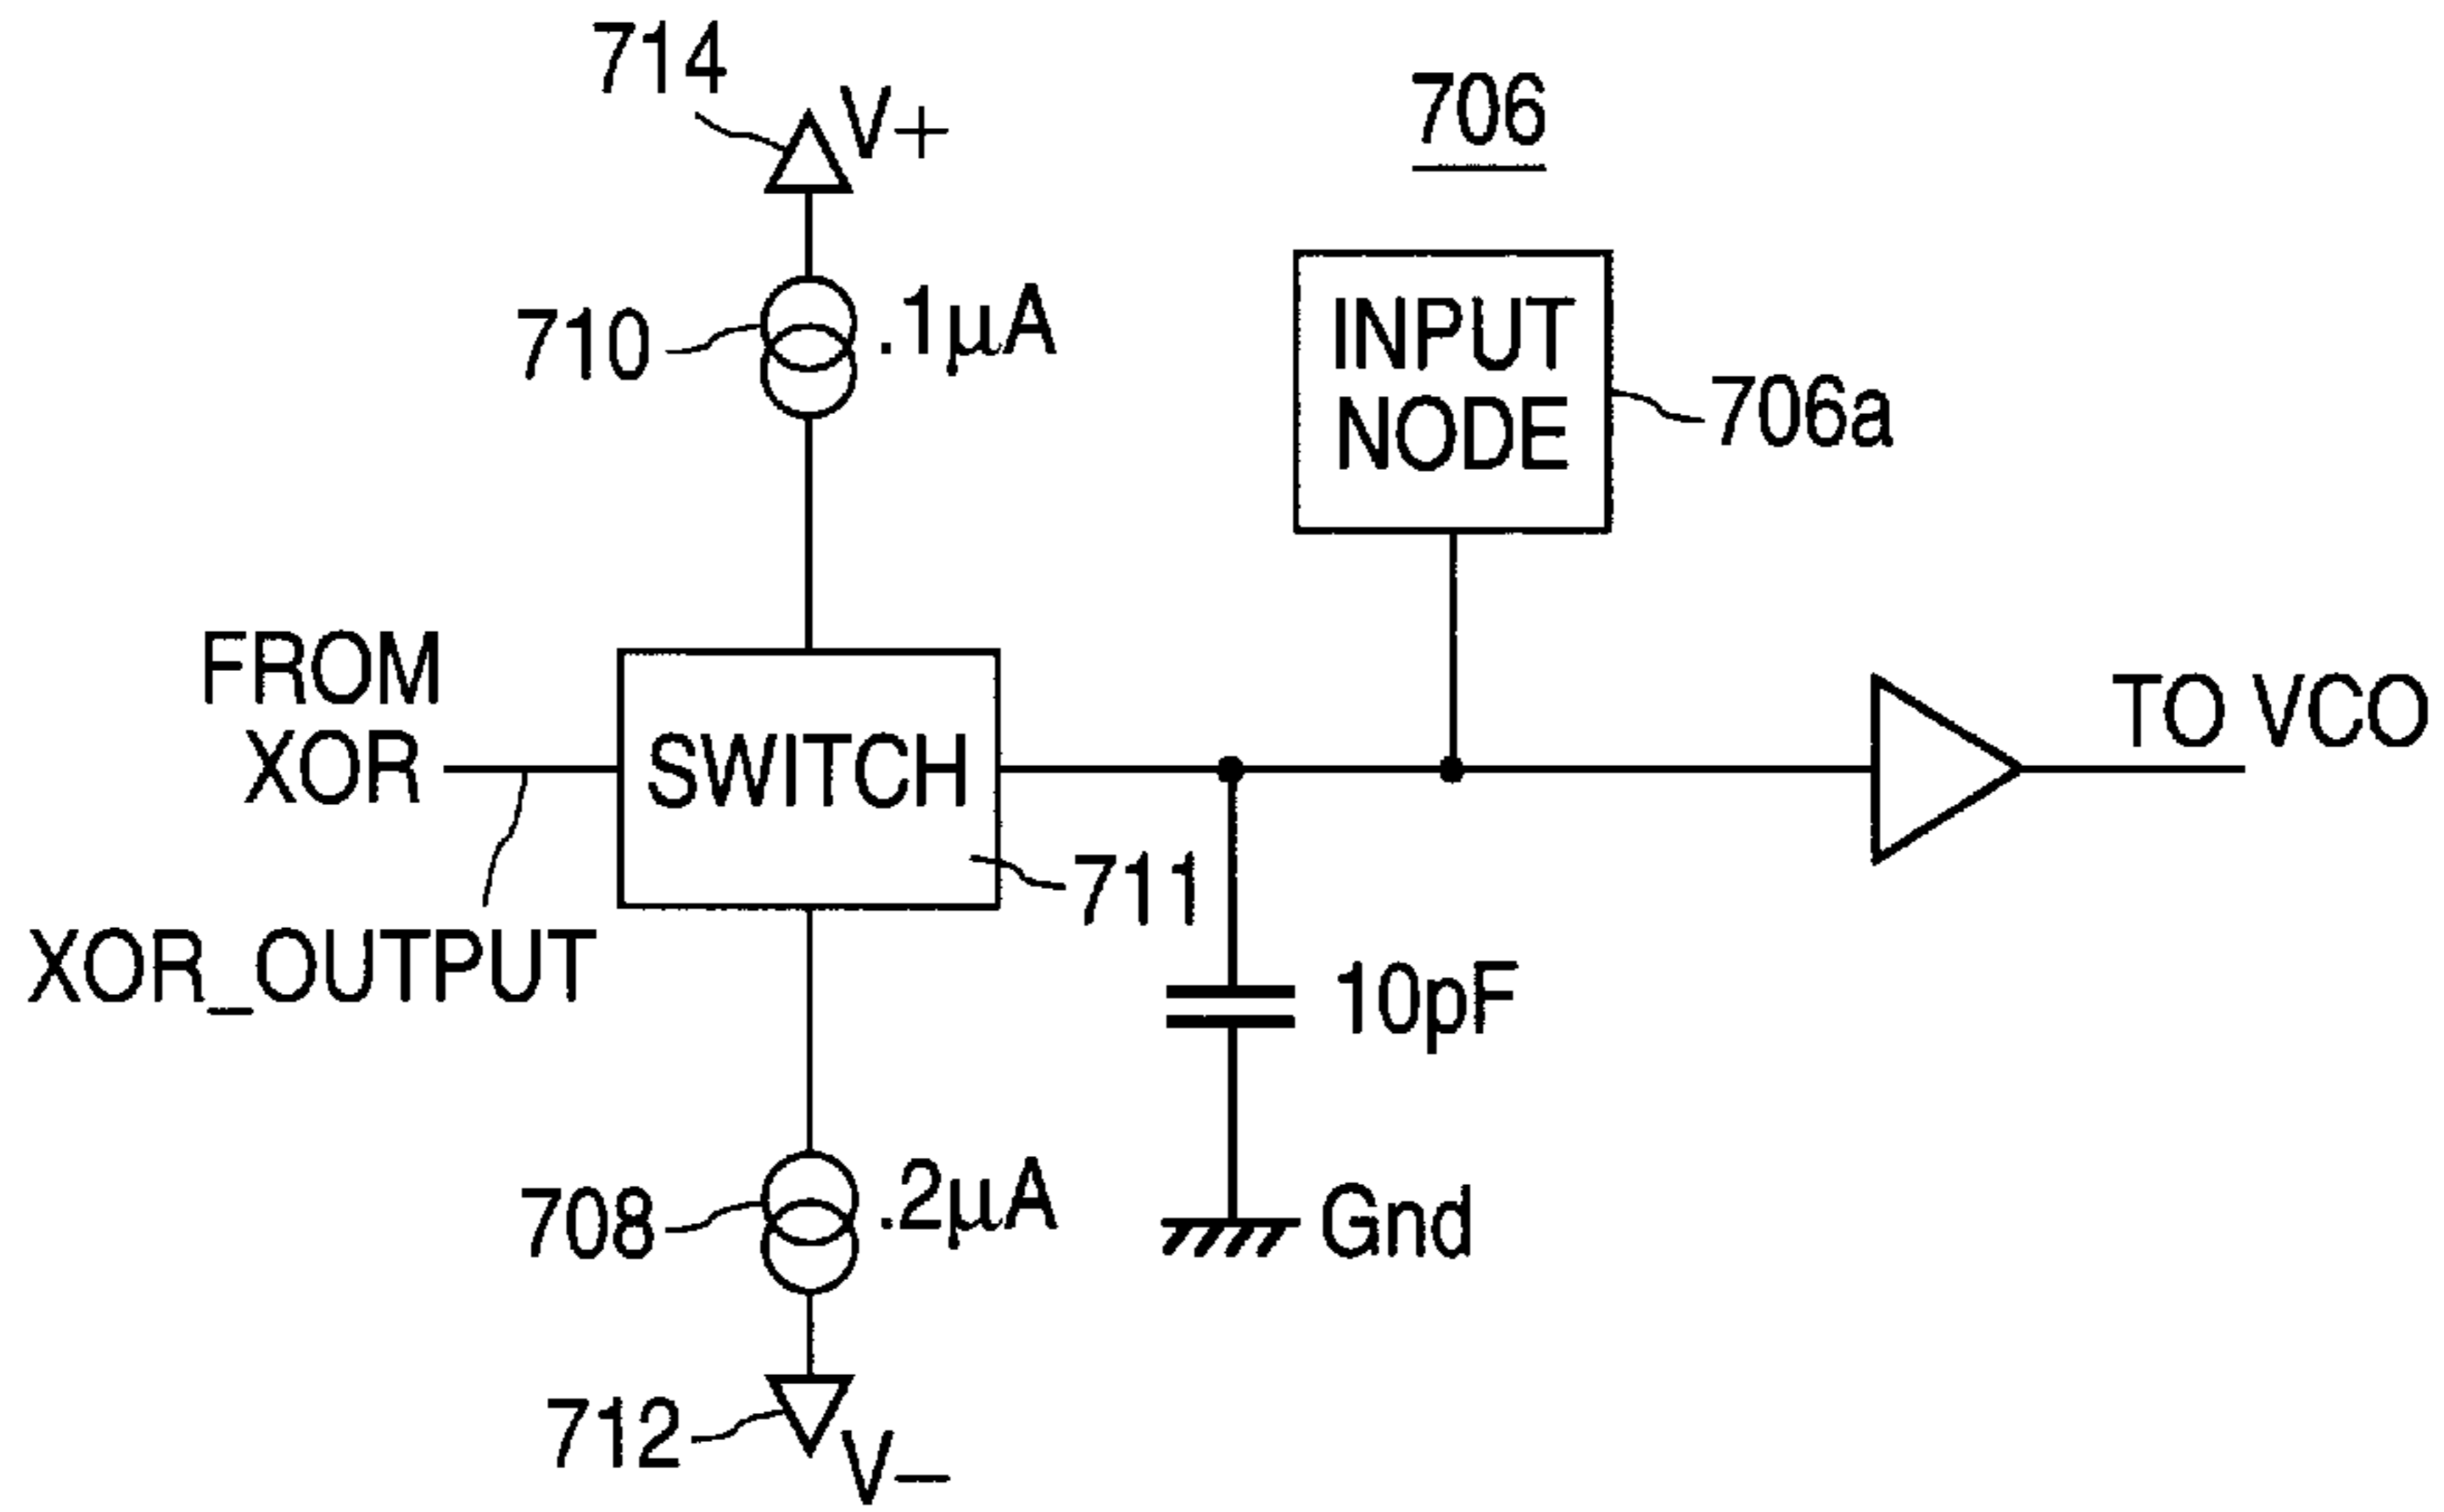 714
V+
706
710
.1µA
INPUT
NODE
706a
FROM
XOR
SWITCH
TO VCO
711
XOR_OUTPUT
10pF
708
.2µA
Gnd
712
V−